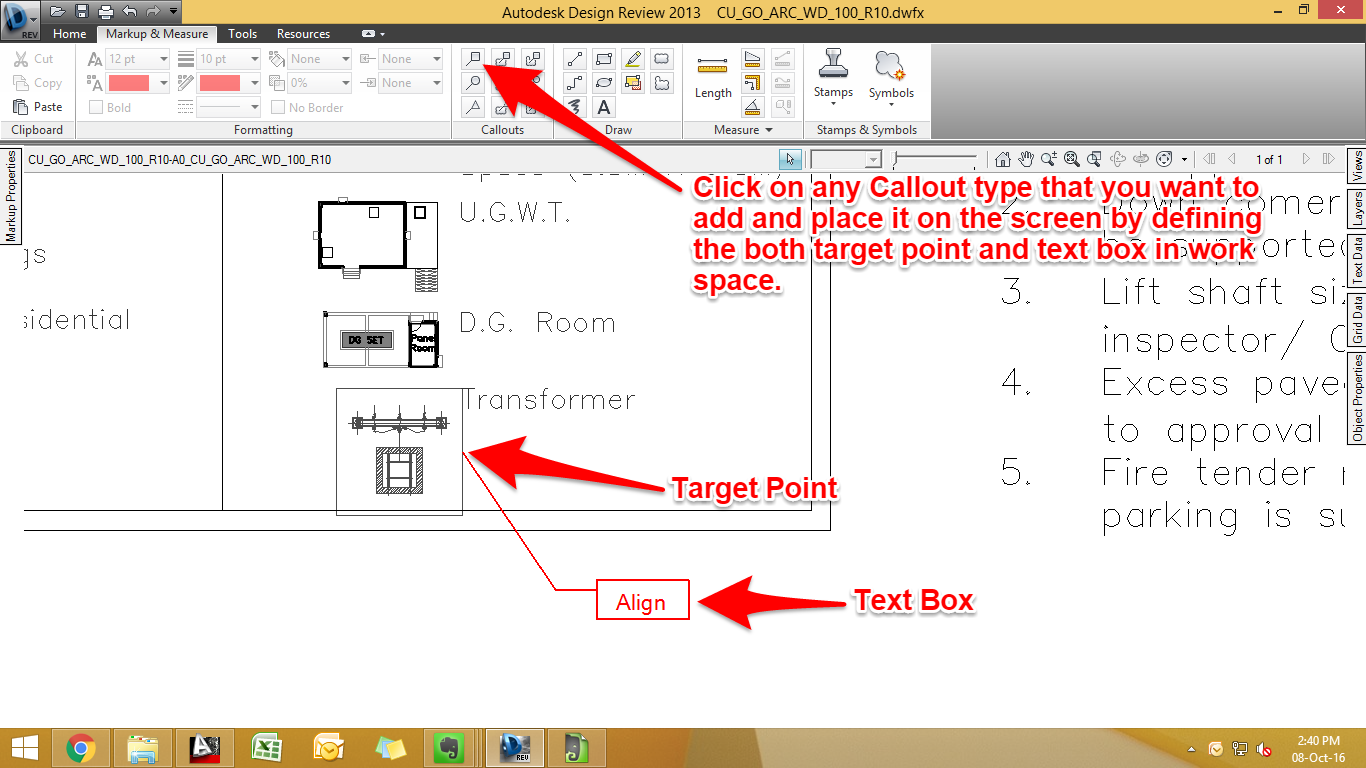 Autodesk Design Review 2013 CU_GO_ARC_WD_100_R10.dwfx
REV
Home Markup & Measure Tools Resources
Cut
Copy
Paste
Clipboard
12 pt 10 pt None None
0% None
Bold No Border
Formatting
Callouts
A
Draw
Length
Measure
Stamps Symbols
Stamps & Symbols
Markup Properties
CU_GO_ARC_WD_100_R10-A0_CU_GO_ARC_WD_100_R10
1 of 1
Views
Layers
Text Data
Grid Data
Object Properties
Click on any Callout type that you want to
add and place it on the screen by defining
the both target point and text box in work
space.
gs
sidential
U.G.W.T.
D.G. Room
DG SET
Panel
Room
Transformer
2. Down comer
be supported
3. Lift shaft siz
inspector/ C
4. Excess pave
to approval
5. Fire tender
parking is su
Target Point
Align
Text Box
REV
2:40 PM
08-Oct-16